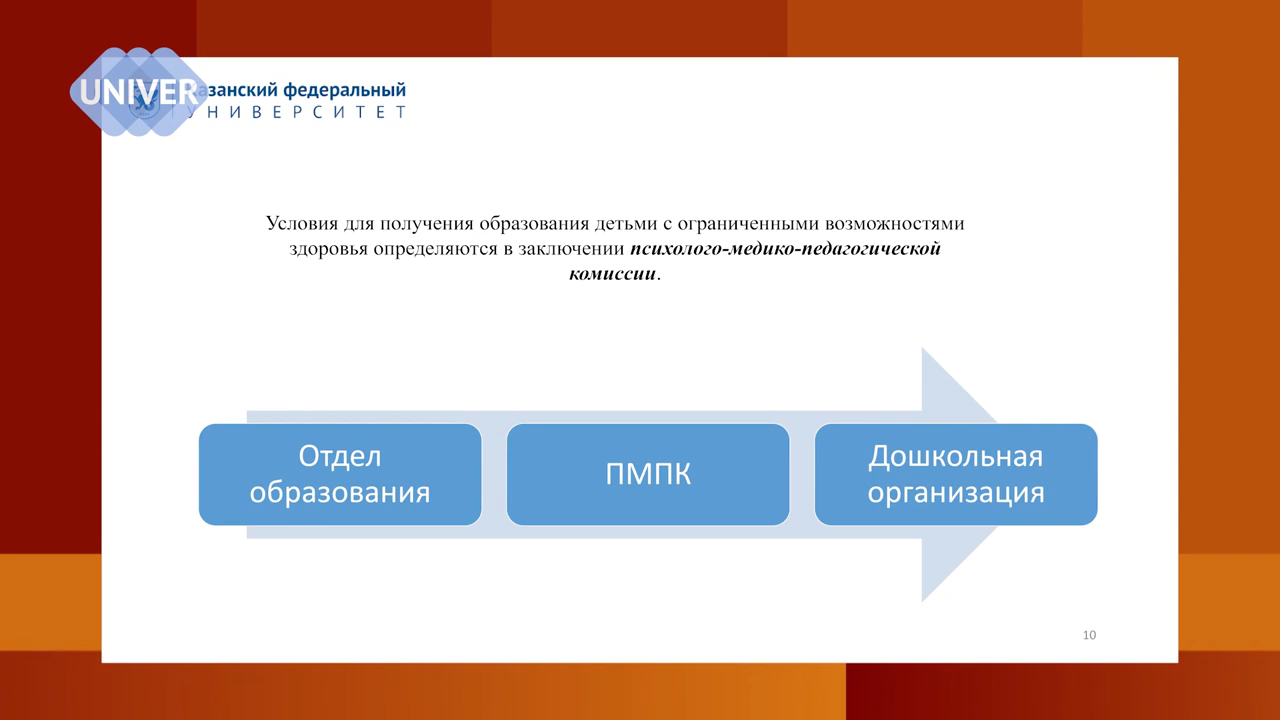 UNIVER
азанский федеральный
УНИВЕРСИТЕТ
Условия для получения образования детьми с ограниченными возможностями
здоровья определяются в заключении психолого-медико-педагогической
комиссии.
Отдел
образования
ПМПК
Дошкольная
организация
10